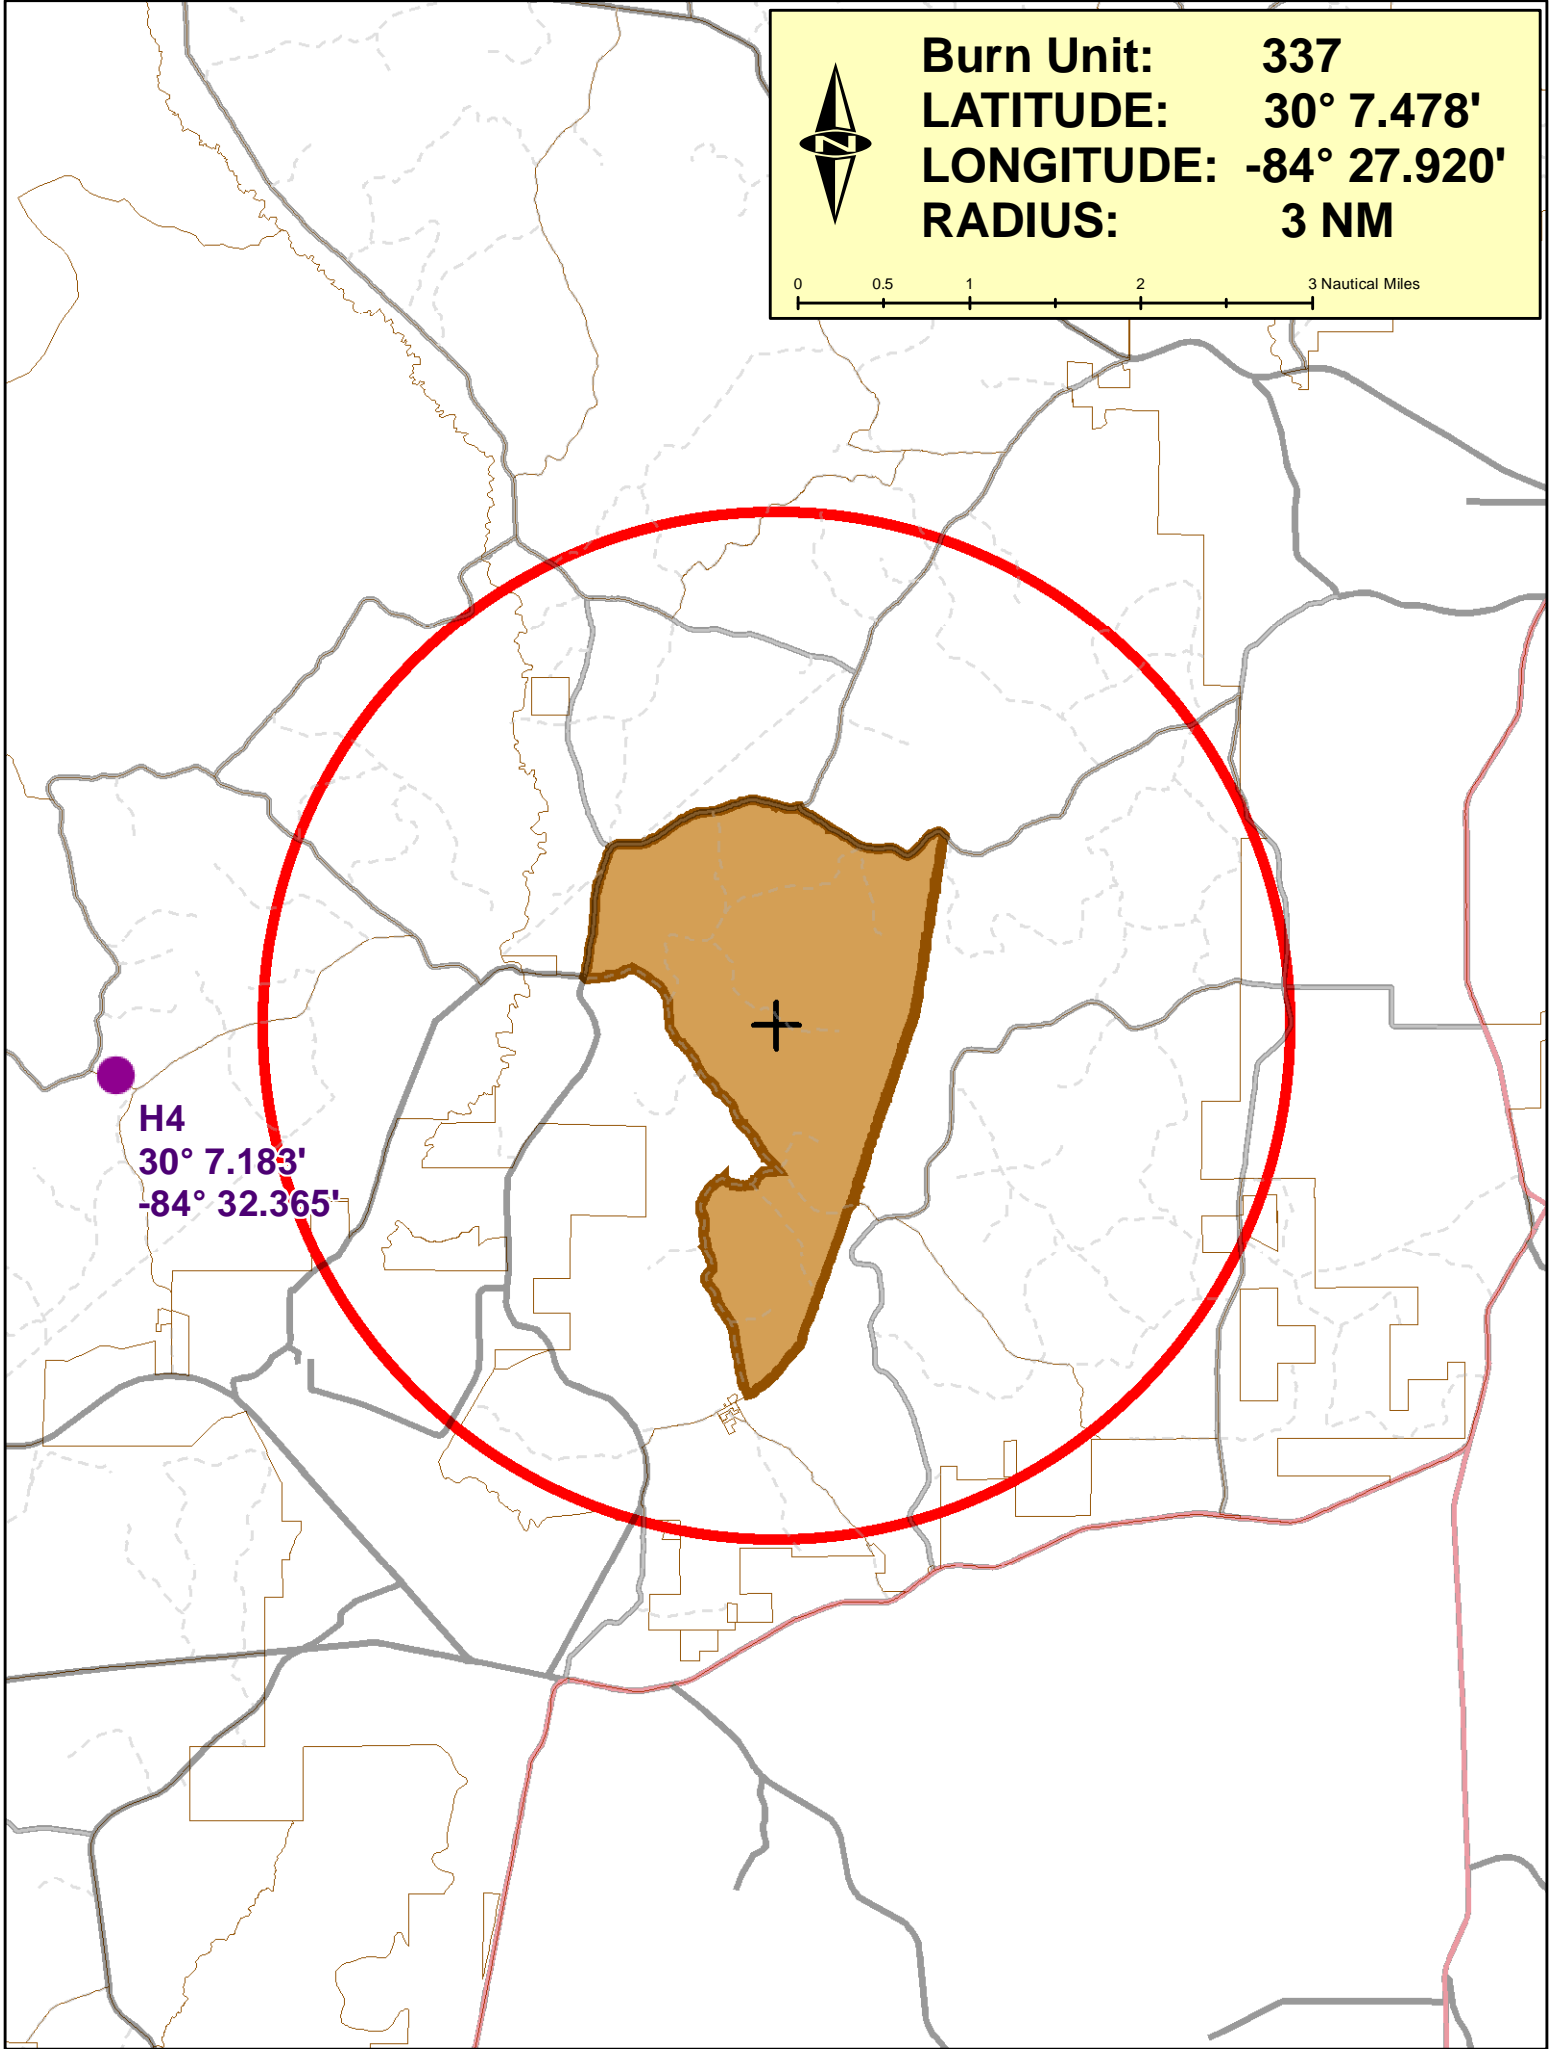 Burn Unit: 337
LATITUDE: 30° 7.478'
LONGITUDE: -84° 27.920'
RADIUS: 3 NM
N
0 0.5 1 2 3 Nautical Miles
H4
30° 7.183'
-84° 32.365'